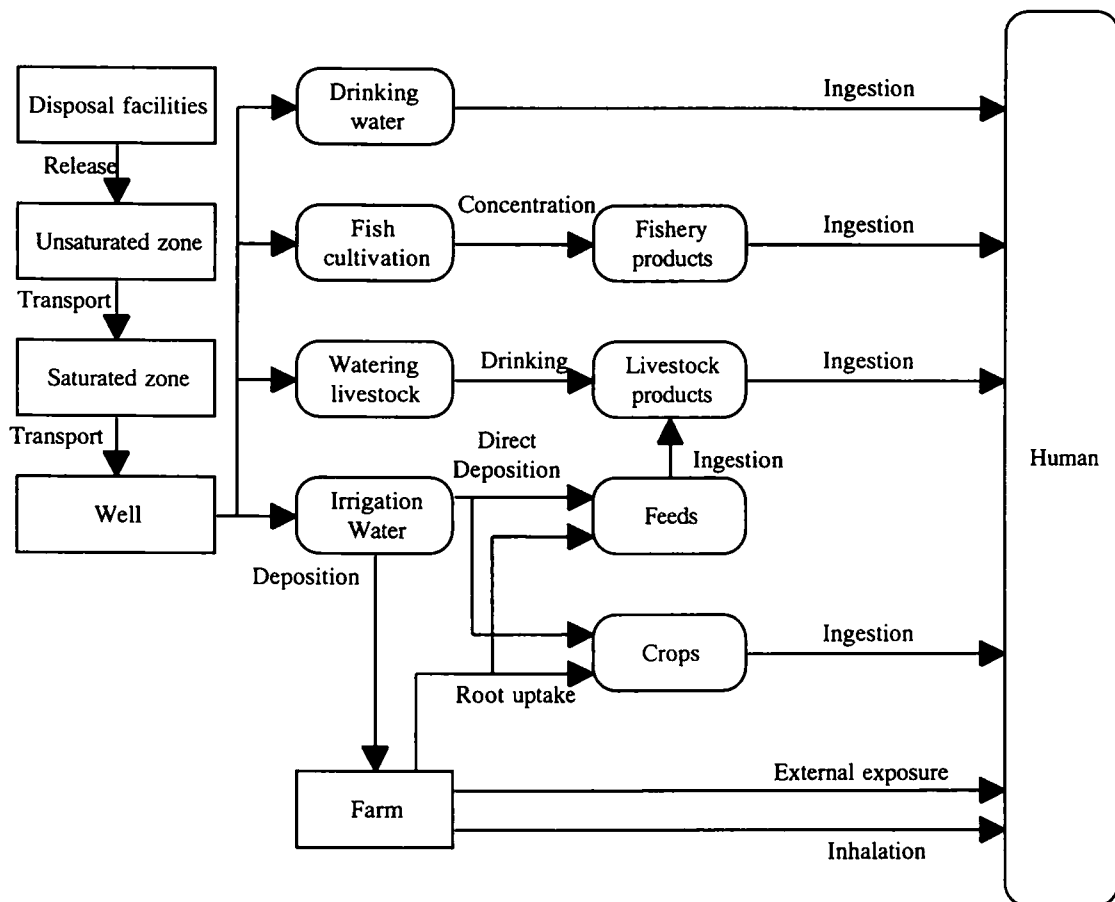 Disposal facilities
Release
Unsaturated zone
Transport
Saturated zone
Transport
Well
Drinking
water
Ingestion
Fish
cultivation
Concentration
Fishery
products
Ingestion
Watering
livestock
Drinking
Livestock
products
Ingestion
Irrigation
Water
Direct
Deposition
Ingestion
Feeds
Deposition
Root uptake
Crops
Ingestion
Farm
External exposure
Inhalation
Human